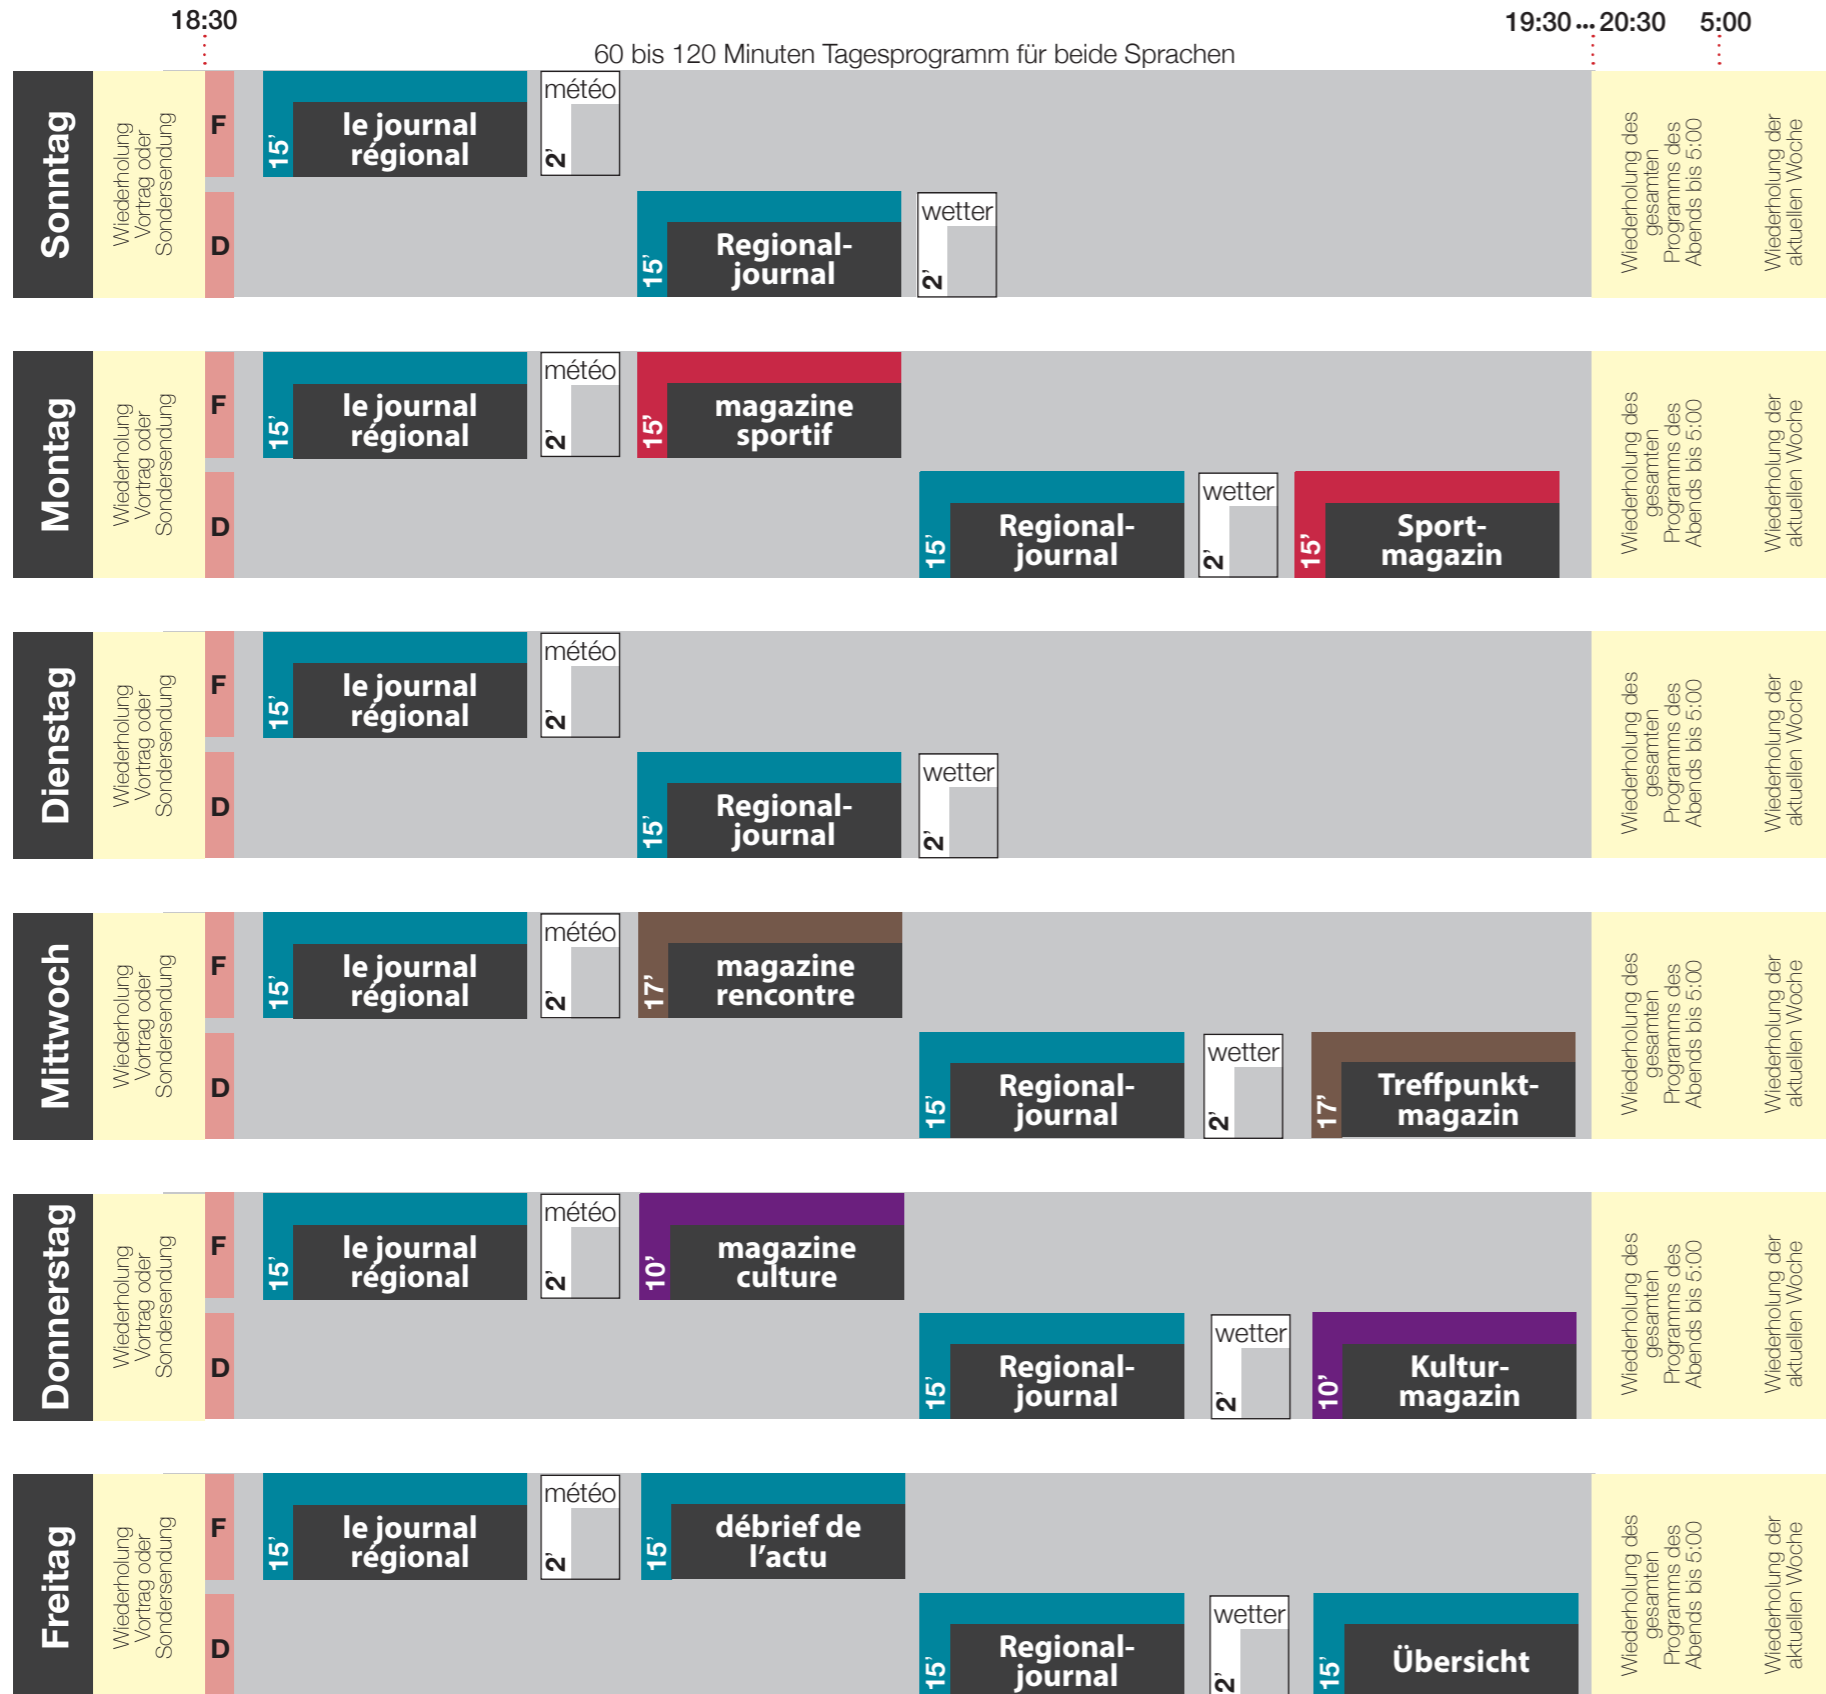 18:30
19:30 ... 20:30
5:00
60 bis 120 Minuten Tagesprogramm für beide Sprachen
Sonntag
Wiederholung
Vortrag oder
Sondersendung
F
15'
le journal
régional
météo
2'
D
15'
Regional-
journal
wetter
2'
Wiederholung des
gesamten
Programms des
Abends bis 5:00
Wiederholung der
aktuellen Woche
Montag
Wiederholung
Vortrag oder
Sondersendung
F
15'
le journal
régional
météo
2'
15'
magazine
sportif
D
15'
Regional-
journal
wetter
2'
15'
Sport-
magazin
Wiederholung des
gesamten
Programms des
Abends bis 5:00
Wiederholung der
aktuellen Woche
Dienstag
Wiederholung
Vortrag oder
Sondersendung
F
15'
le journal
régional
météo
2'
D
15'
Regional-
journal
wetter
2'
Wiederholung des
gesamten
Programms des
Abends bis 5:00
Wiederholung der
aktuellen Woche
Mittwoch
Wiederholung
Vortrag oder
Sondersendung
F
15'
le journal
régional
météo
2'
17'
magazine
rencontre
D
15'
Regional-
journal
wetter
2'
17'
Treffpunkt-
magazin
Wiederholung des
gesamten
Programms des
Abends bis 5:00
Wiederholung der
aktuellen Woche
Donnerstag
Wiederholung
Vortrag oder
Sondersendung
F
15'
le journal
régional
météo
2'
10'
magazine
culture
D
15'
Regional-
journal
wetter
2'
10'
Kultur-
magazin
Wiederholung des
gesamten
Programms des
Abends bis 5:00
Wiederholung der
aktuellen Woche
Freitag
Wiederholung
Vortrag oder
Sondersendung
F
15'
le journal
régional
météo
2'
15'
débrief de
l'actu
D
15'
Regional-
journal
wetter
2'
15'
Übersicht
Wiederholung des
gesamten
Programms des
Abends bis 5:00
Wiederholung der
aktuellen Woche